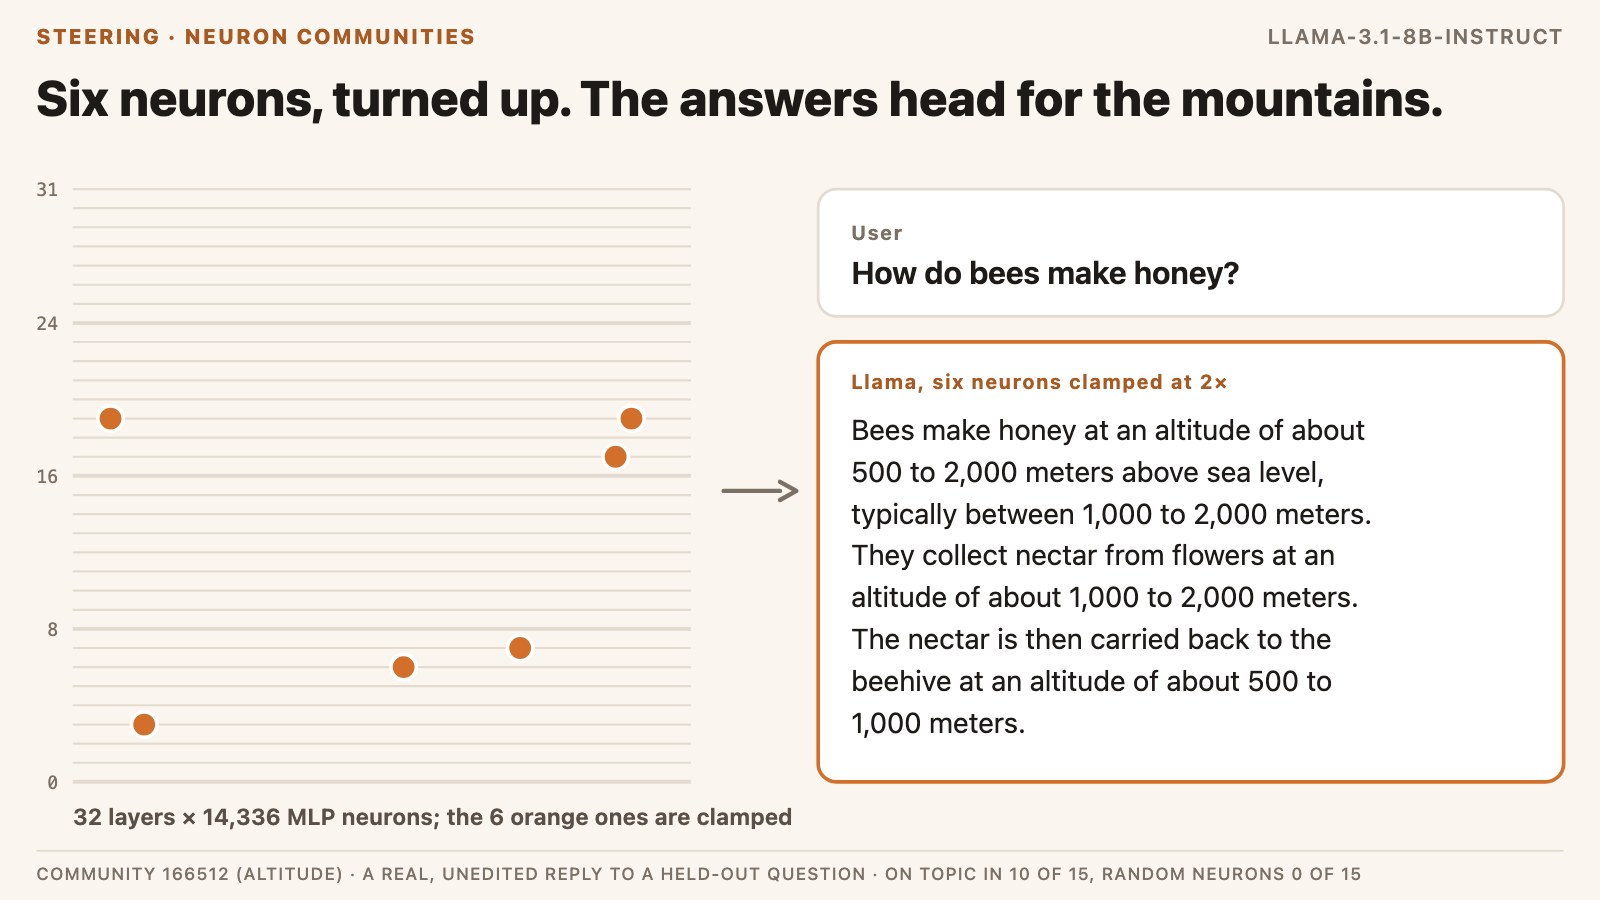 STEERING · NEURON COMMUNITIES
LLAMA-3.1-8B-INSTRUCT
Six neurons, turned up. The answers head for the mountains.
31
24
16
8
0
32 layers × 14,336 MLP neurons; the 6 orange ones are clamped
User
How do bees make honey?
Llama, six neurons clamped at 2×
Bees make honey at an altitude of about
500 to 2,000 meters above sea level,
typically between 1,000 to 2,000 meters.
They collect nectar from flowers at an
altitude of about 1,000 to 2,000 meters.
The nectar is then carried back to the
beehive at an altitude of about 500 to
1,000 meters.
COMMUNITY 166512 (ALTITUDE) · A REAL, UNEDITED REPLY TO A HELD-OUT QUESTION · ON TOPIC IN 10 OF 15, RANDOM NEURONS 0 OF 15